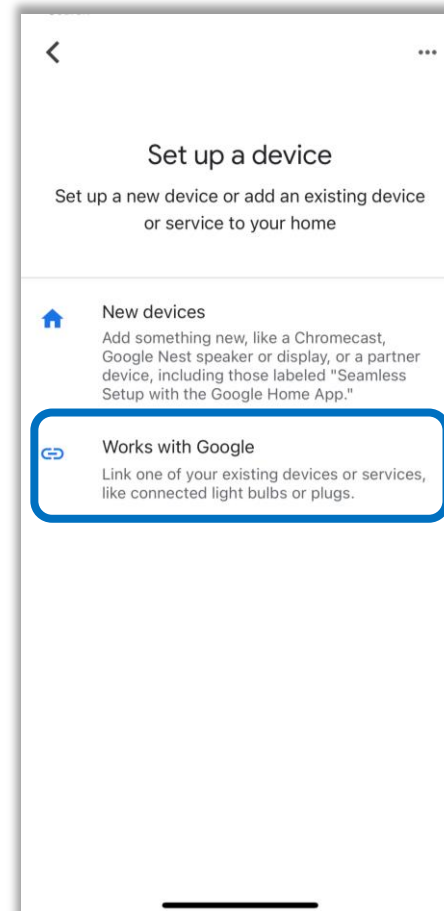 Set up a device
Set up a new device or add an existing device
or service to your home
New devices
Add something new, like a Chromecast,
Google Nest speaker or display, or a partner
device, including those labeled "Seamless
Setup with the Google Home App."
Works with Google
Link one of your existing devices or services,
like connected light bulbs or plugs.